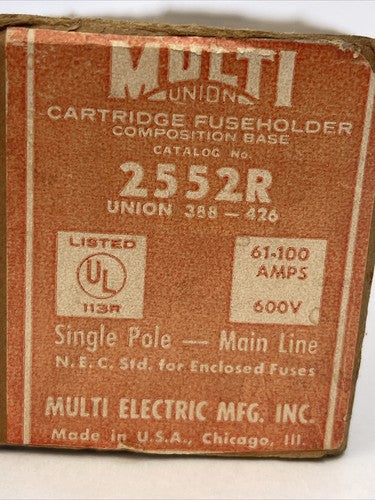 MULTI
UNION
CARTRIDGE FUSEHOLDER
COMPOSITION BASE
CATALOG No.
2552R
UNION 388 — 426
LISTED
UL
113R
61-100
AMPS
600V
Single Pole — Main Line
N.E.C. Std. for Enclosed Fuses
MULTI ELECTRIC MFG. INC.
Made in U.S.A., Chicago, Ill.